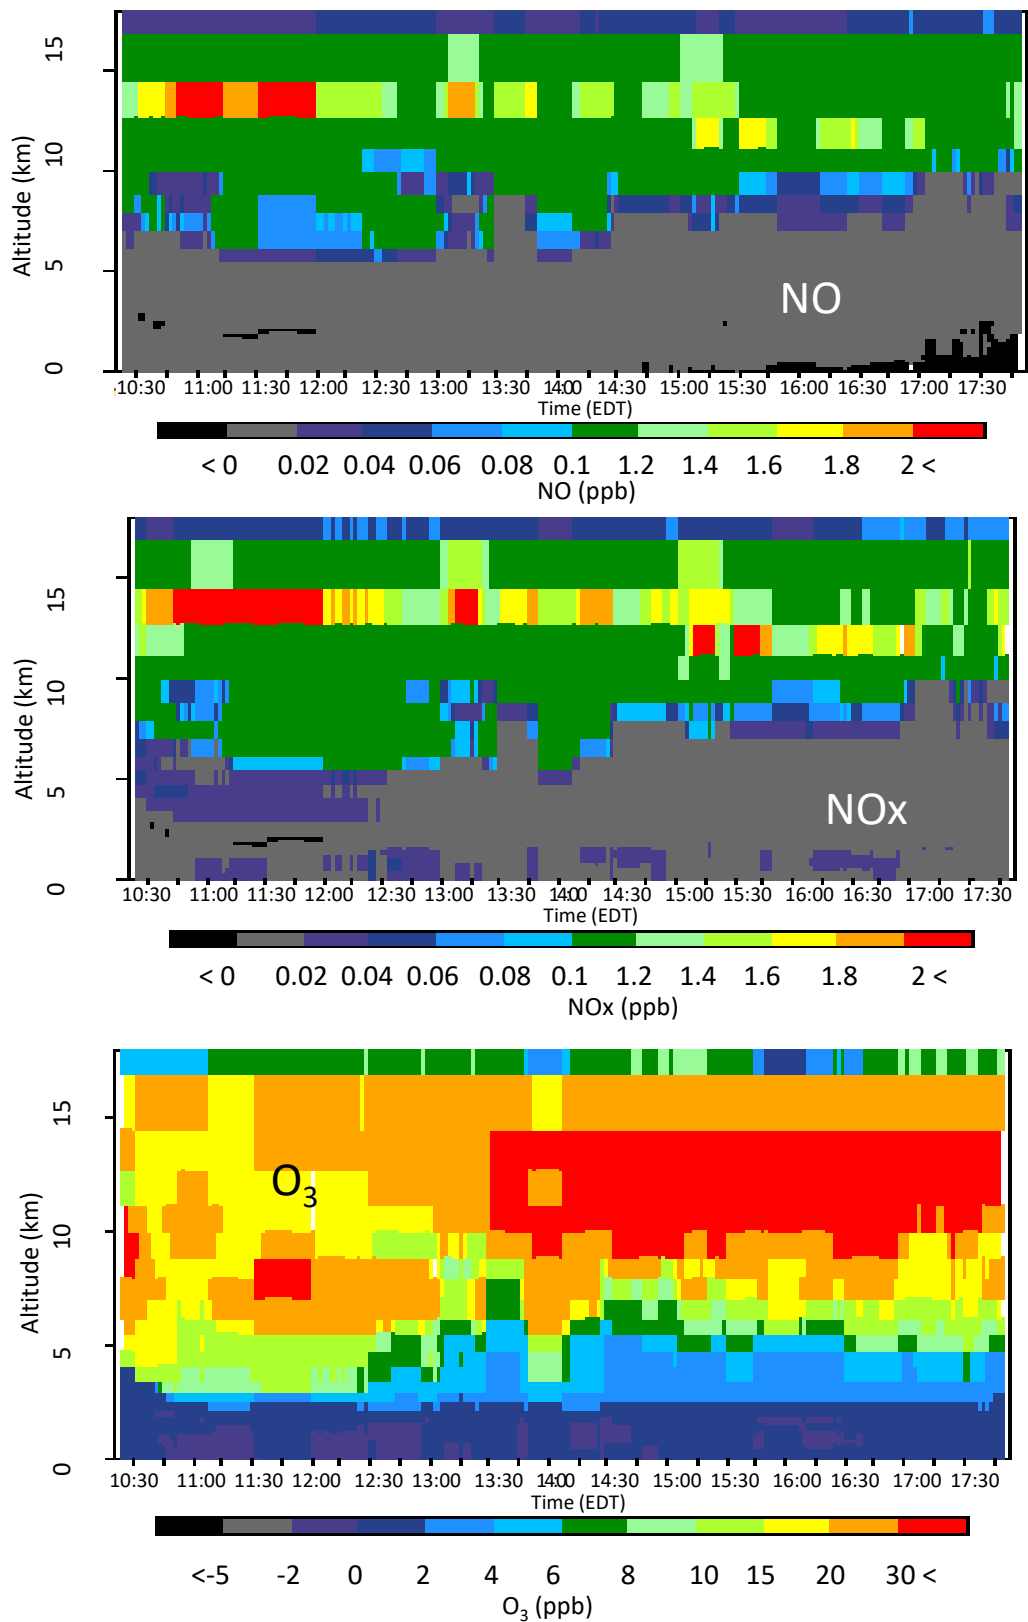 15
10
5
0
Altitude (km)
NO
10:30 11:00 11:30 12:00 12:30 13:00 13:30 14:00 14:30 15:00 15:30 16:00 16:30 17:00 17:30
Time (EDT)
< 0 0.02 0.04 0.06 0.08 0.1 1.2 1.4 1.6 1.8 2 <
NO (ppb)
15
10
5
0
Altitude (km)
NOx
10:30 11:00 11:30 12:00 12:30 13:00 13:30 14:00 14:30 15:00 15:30 16:00 16:30 17:00 17:30
Time (EDT)
< 0 0.02 0.04 0.06 0.08 0.1 1.2 1.4 1.6 1.8 2 <
NOx (ppb)
15
10
5
0
Altitude (km)
O3
10:30 11:00 11:30 12:00 12:30 13:00 13:30 14:00 14:30 15:00 15:30 16:00 16:30 17:00 17:30
Time (EDT)
<-5 -2 0 2 4 6 8 10 15 20 30 <
O3 (ppb)